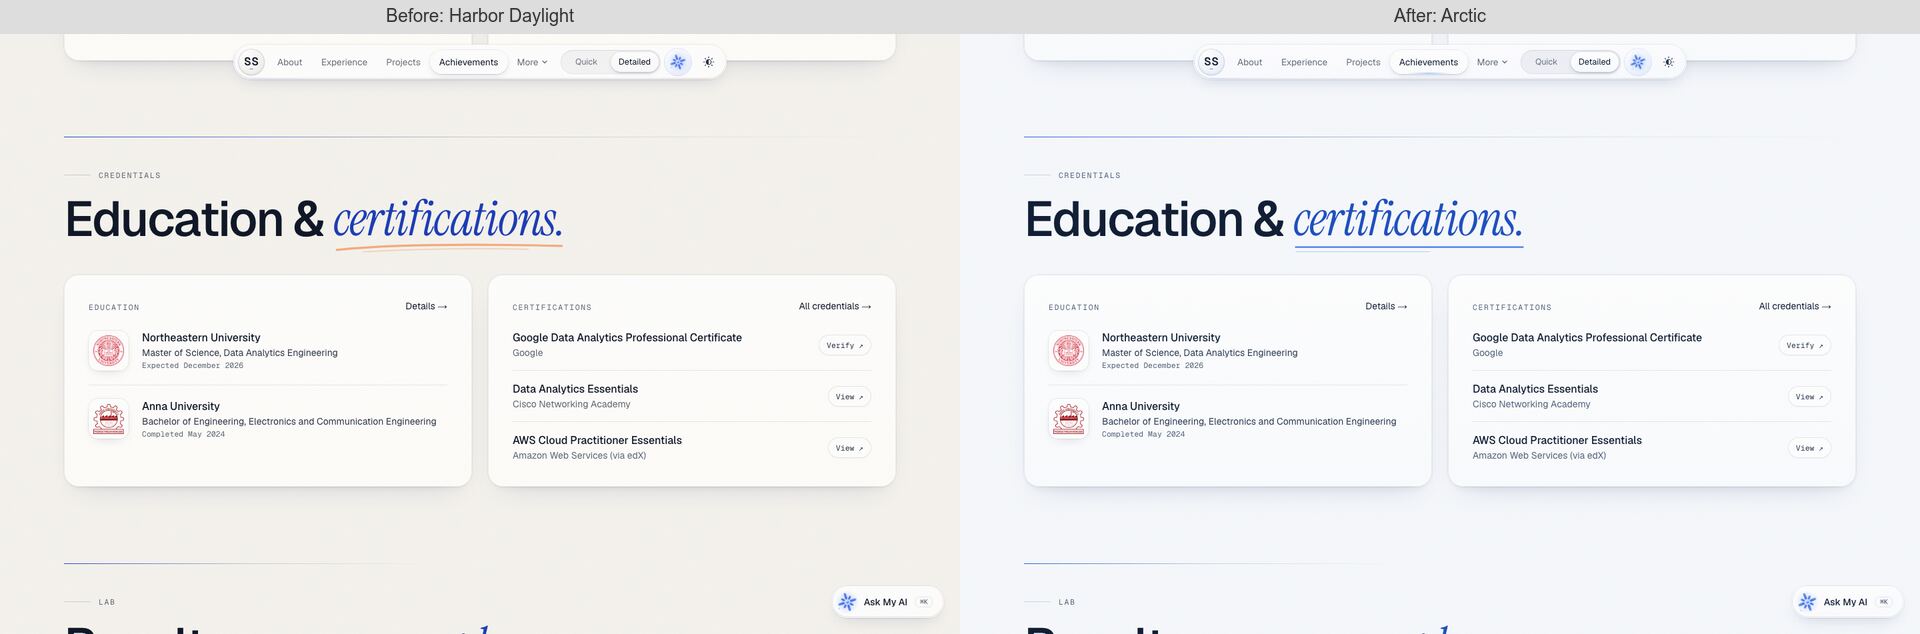 Before: Harbor Daylight
SS About Experience Projects Achievements More Quick Detailed
CREDENTIALS
Education & certifications.
EDUCATION Details →
Northeastern University
Master of Science, Data Analytics Engineering
Expected December 2026
Anna University
Bachelor of Engineering, Electronics and Communication Engineering
Completed May 2024
CERTIFICATIONS All credentials →
Google Data Analytics Professional Certificate
Google
Verify ↗
Data Analytics Essentials
Cisco Networking Academy
View ↗
AWS Cloud Practitioner Essentials
Amazon Web Services (via edX)
View ↗
LAB
Ask My AI ⌘K
After: Arctic
SS About Experience Projects Achievements More Quick Detailed
CREDENTIALS
Education & certifications.
EDUCATION Details →
Northeastern University
Master of Science, Data Analytics Engineering
Expected December 2026
Anna University
Bachelor of Engineering, Electronics and Communication Engineering
Completed May 2024
CERTIFICATIONS All credentials →
Google Data Analytics Professional Certificate
Google
Verify ↗
Data Analytics Essentials
Cisco Networking Academy
View ↗
AWS Cloud Practitioner Essentials
Amazon Web Services (via edX)
View ↗
LAB
Ask My AI ⌘K